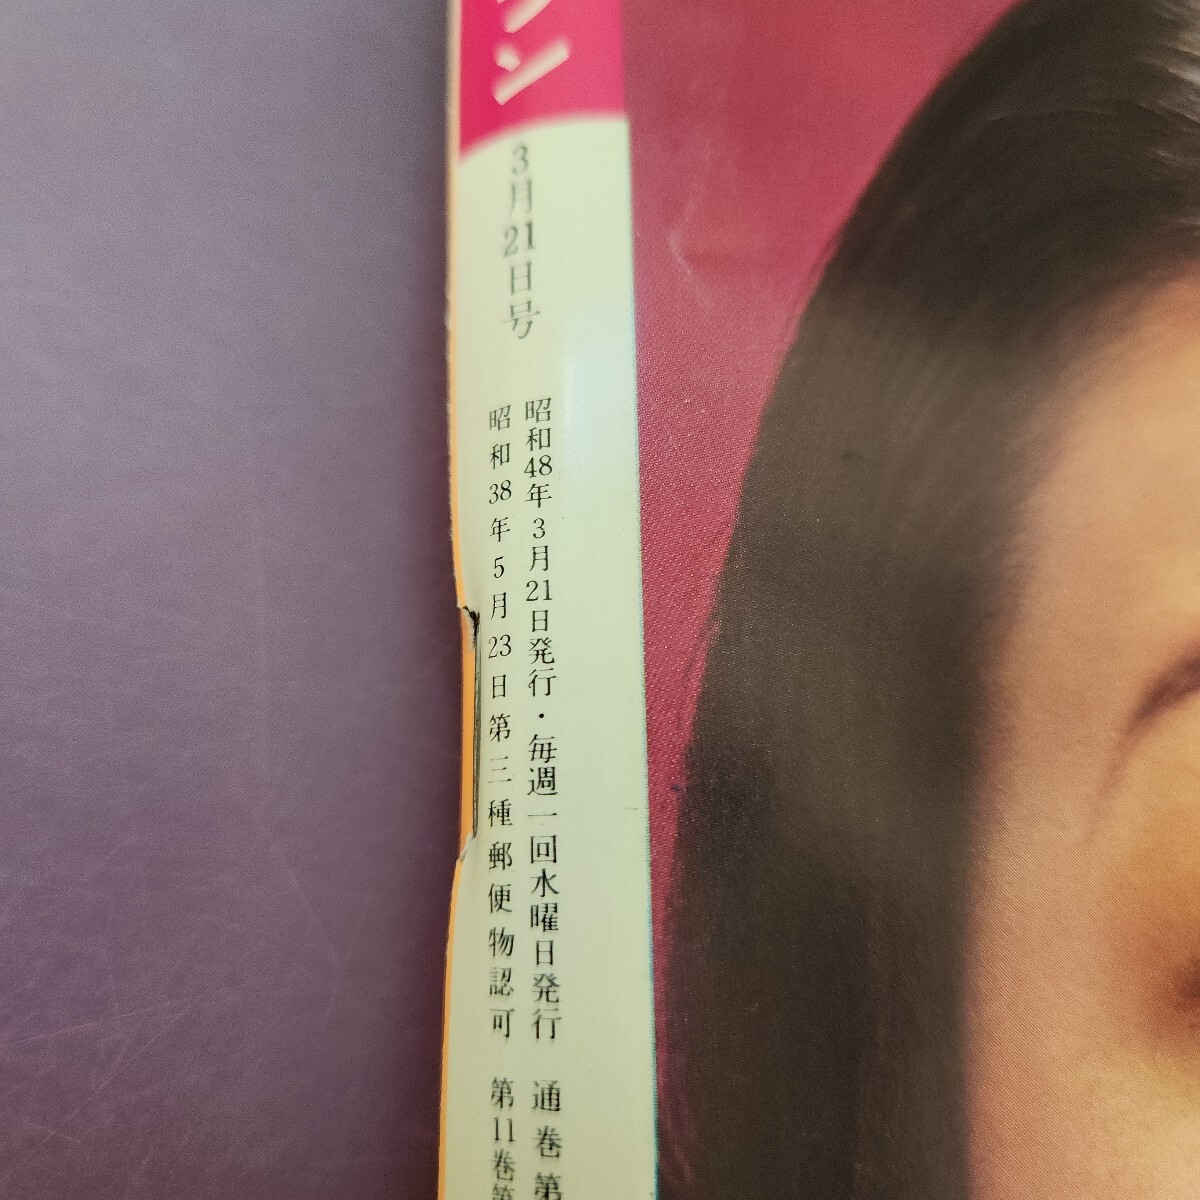 ン
3月21日号
昭和48年3月21日発行・毎週一回水曜日発行 通巻第
昭和38年5月23日第三種郵便物認可 第11巻第